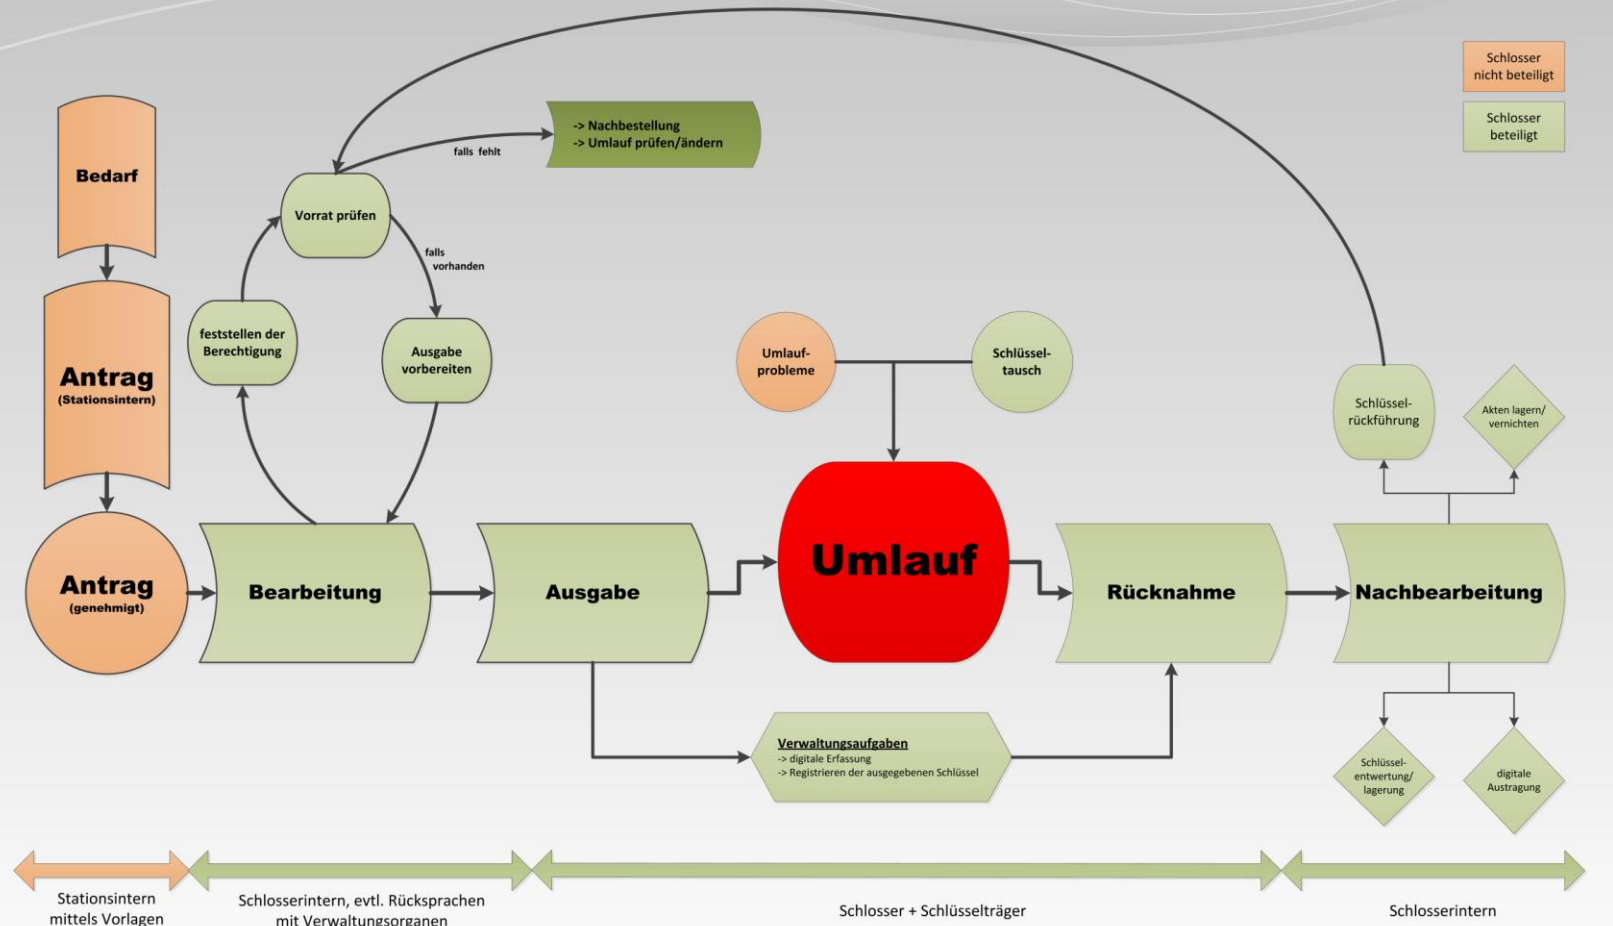 Schlosser
nicht beteiligt
Schlosser
beteiligt
Bedarf
Antrag
(Stationsintern)
Antrag
(genehmigt)
-> Nachbestellung
-> Umlauf prüfen/ändern
falls fehlt
Vorrat prüfen
falls
vorhanden
feststellen der
Berechtigung
Ausgabe
vorbereiten
Bearbeitung
Ausgabe
Umlauf-
probleme
Schlüssel-
tausch
Umlauf
Rücknahme
Nachbearbeitung
Schlüssel-
rückführung
Akten lagern/
vernichten
Verwaltungsaufgaben
-> digitale Erfassung
-> Registrieren der ausgegebenen Schlüssel
Schlüssel-
entwertung/
lagerung
digitale
Austragung
Stationsintern
mittels Vorlagen
Schlosserintern, evtl. Rücksprachen
mit Verwaltungsorganen
Schlosser + Schlüsselträger
Schlosserintern